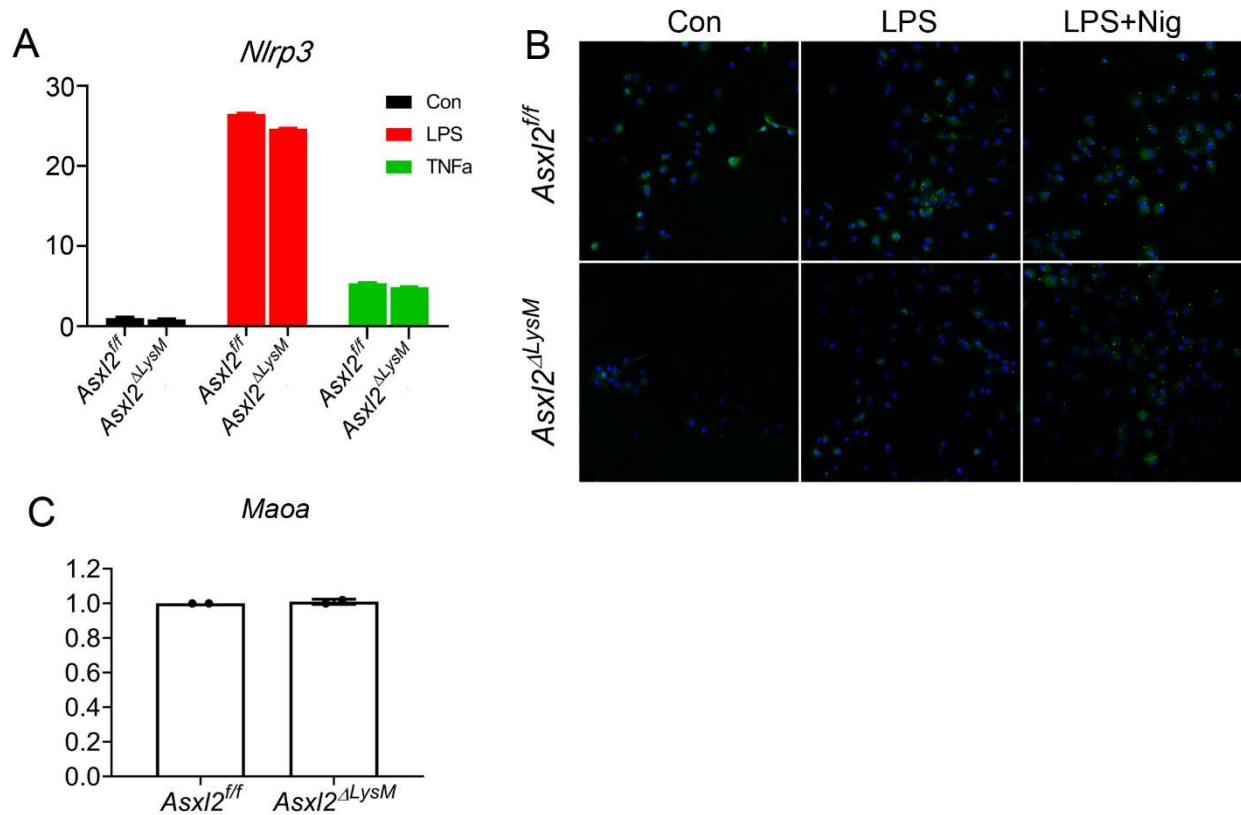 A
Nlrp3
30
20
10
0
Con
LPS
TNFa
Asxl2f/f
Asxl2ΔLysM
Asxl2f/f
Asxl2ΔLysM
Asxl2f/f
Asxl2ΔLysM
B
Con LPS LPS+Nig
Asxl2f/f
Asxl2ΔLysM
C
Maoa
1.2
1.0
0.8
0.6
0.4
0.2
0.0
Asxl2f/f Asxl2ΔLysM